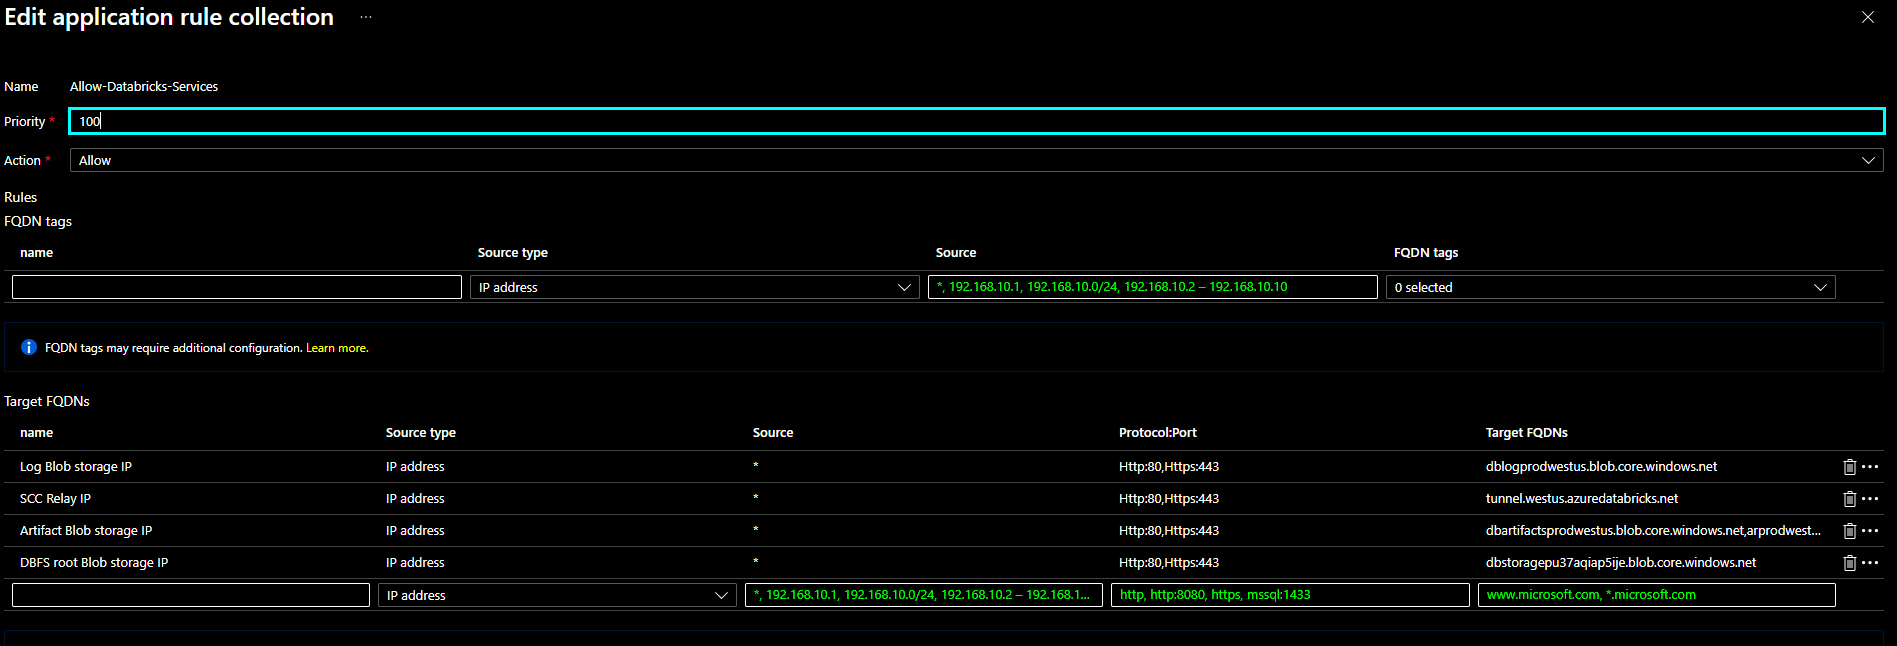 Edit application rule collection ...
Name Allow-Databricks-Services
Priority * 100
Action * Allow
Rules
FQDN tags
name Source type Source FQDN tags
IP address *, 192.168.10.1, 192.168.10.0/24, 192.168.10.2 – 192.168.10.10 0 selected
FQDN tags may require additional configuration. Learn more.
Target FQDNs
name Source type Source Protocol:Port Target FQDNs
Log Blob storage IP IP address * Http:80,Https:443 dblogprodwestus.blob.core.windows.net
SCC Relay IP IP address * Http:80,Https:443 tunnel.westus.azuredatabricks.net
Artifact Blob storage IP IP address * Http:80,Https:443 dbartifactsprodwestus.blob.core.windows.net,arprodwest...
DBFS root Blob storage IP IP address * Http:80,Https:443 dbstoragepu37aqiap5ije.blob.core.windows.net
IP address *, 192.168.10.1, 192.168.10.0/24, 192.168.10.2 – 192.168.1... http, http:8080, https, mssql:1433 www.microsoft.com, *.microsoft.com